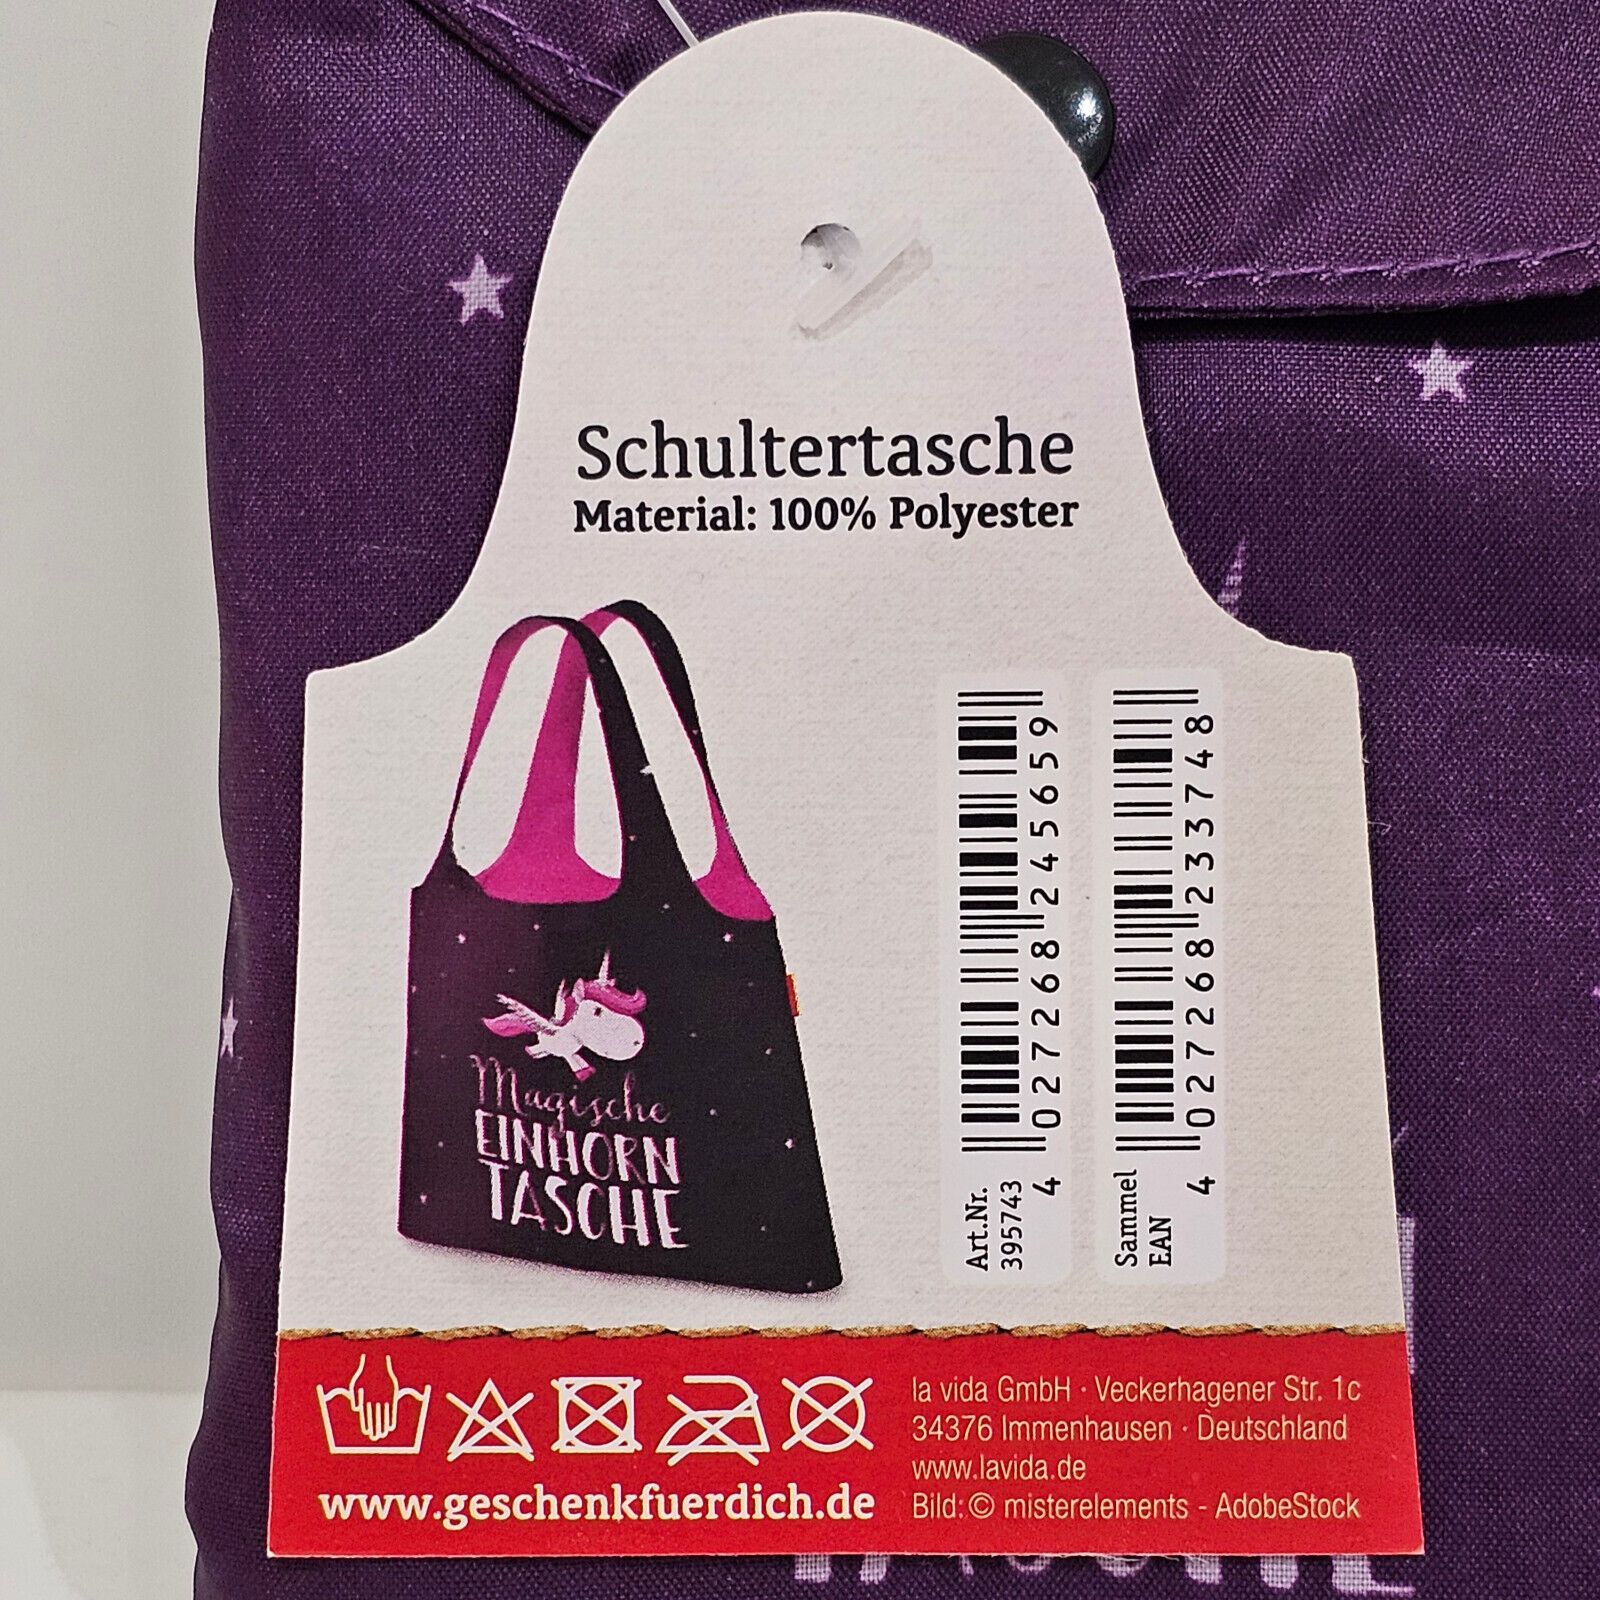 Schultertasche
Material: 100% Polyester
Magische
EINHORN
TASCHE
Art.Nr.
395743
4 027268 245659
Sammel
EAN
4 027268 233748
www.geschenkfuerdich.de
la vida GmbH · Veckerhagener Str. 1c
34376 Immenhausen · Deutschland
www.lavida.de
Bild: © misterelements - AdobeStock